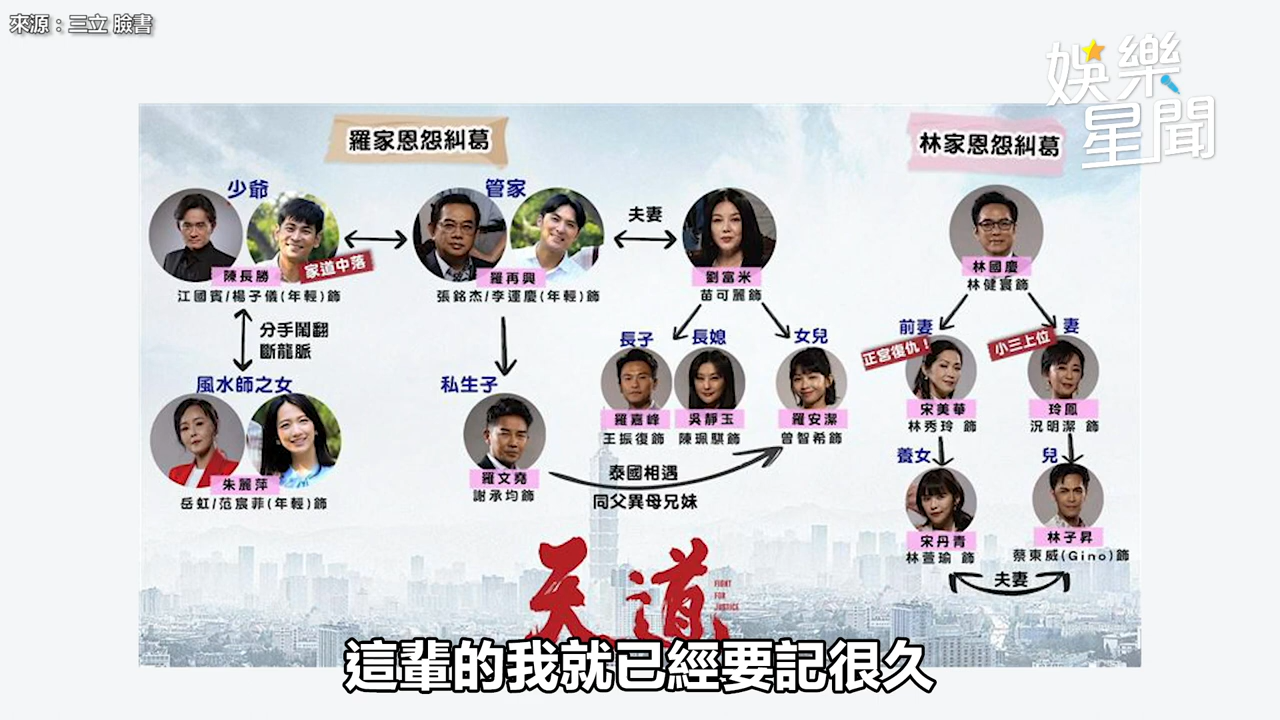 來源：三立 臉書
娛樂
星聞
羅家恩怨糾葛
林家恩怨糾葛
少爺
管家
夫妻
家道中落
陳長勝
江國賓/楊子儀(年輕)飾
羅再興
張銘杰/李運慶(年輕)飾
劉富米
苗可麗飾
林國慶
林健寰飾
分手鬧翻
斷龍脈
風水師之女
朱麗萍
岳虹/范宸菲(年輕)飾
私生子
羅文堯
謝承均飾
長子
羅嘉峰
王振復飾
長媳
吳靜玉
陳珮騏飾
女兒
羅安潔
曾智希飾
泰國相遇
同父異母兄妹
前妻
正宮復仇！
宋美華
林秀玲 飾
妻
小三上位
玲鳳
況明潔 飾
養女
宋丹青
林萱瑜 飾
兒
林子昇
蔡東威(Gino)飾
夫妻
天道
FIGHT
FOR
JUSTICE
這輩的我就已經要記很久